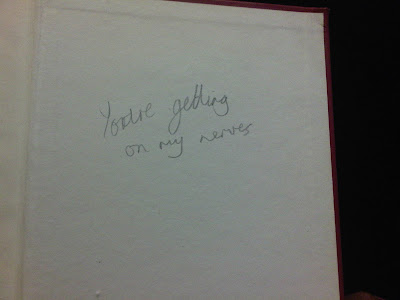 You're getting
on my nerves